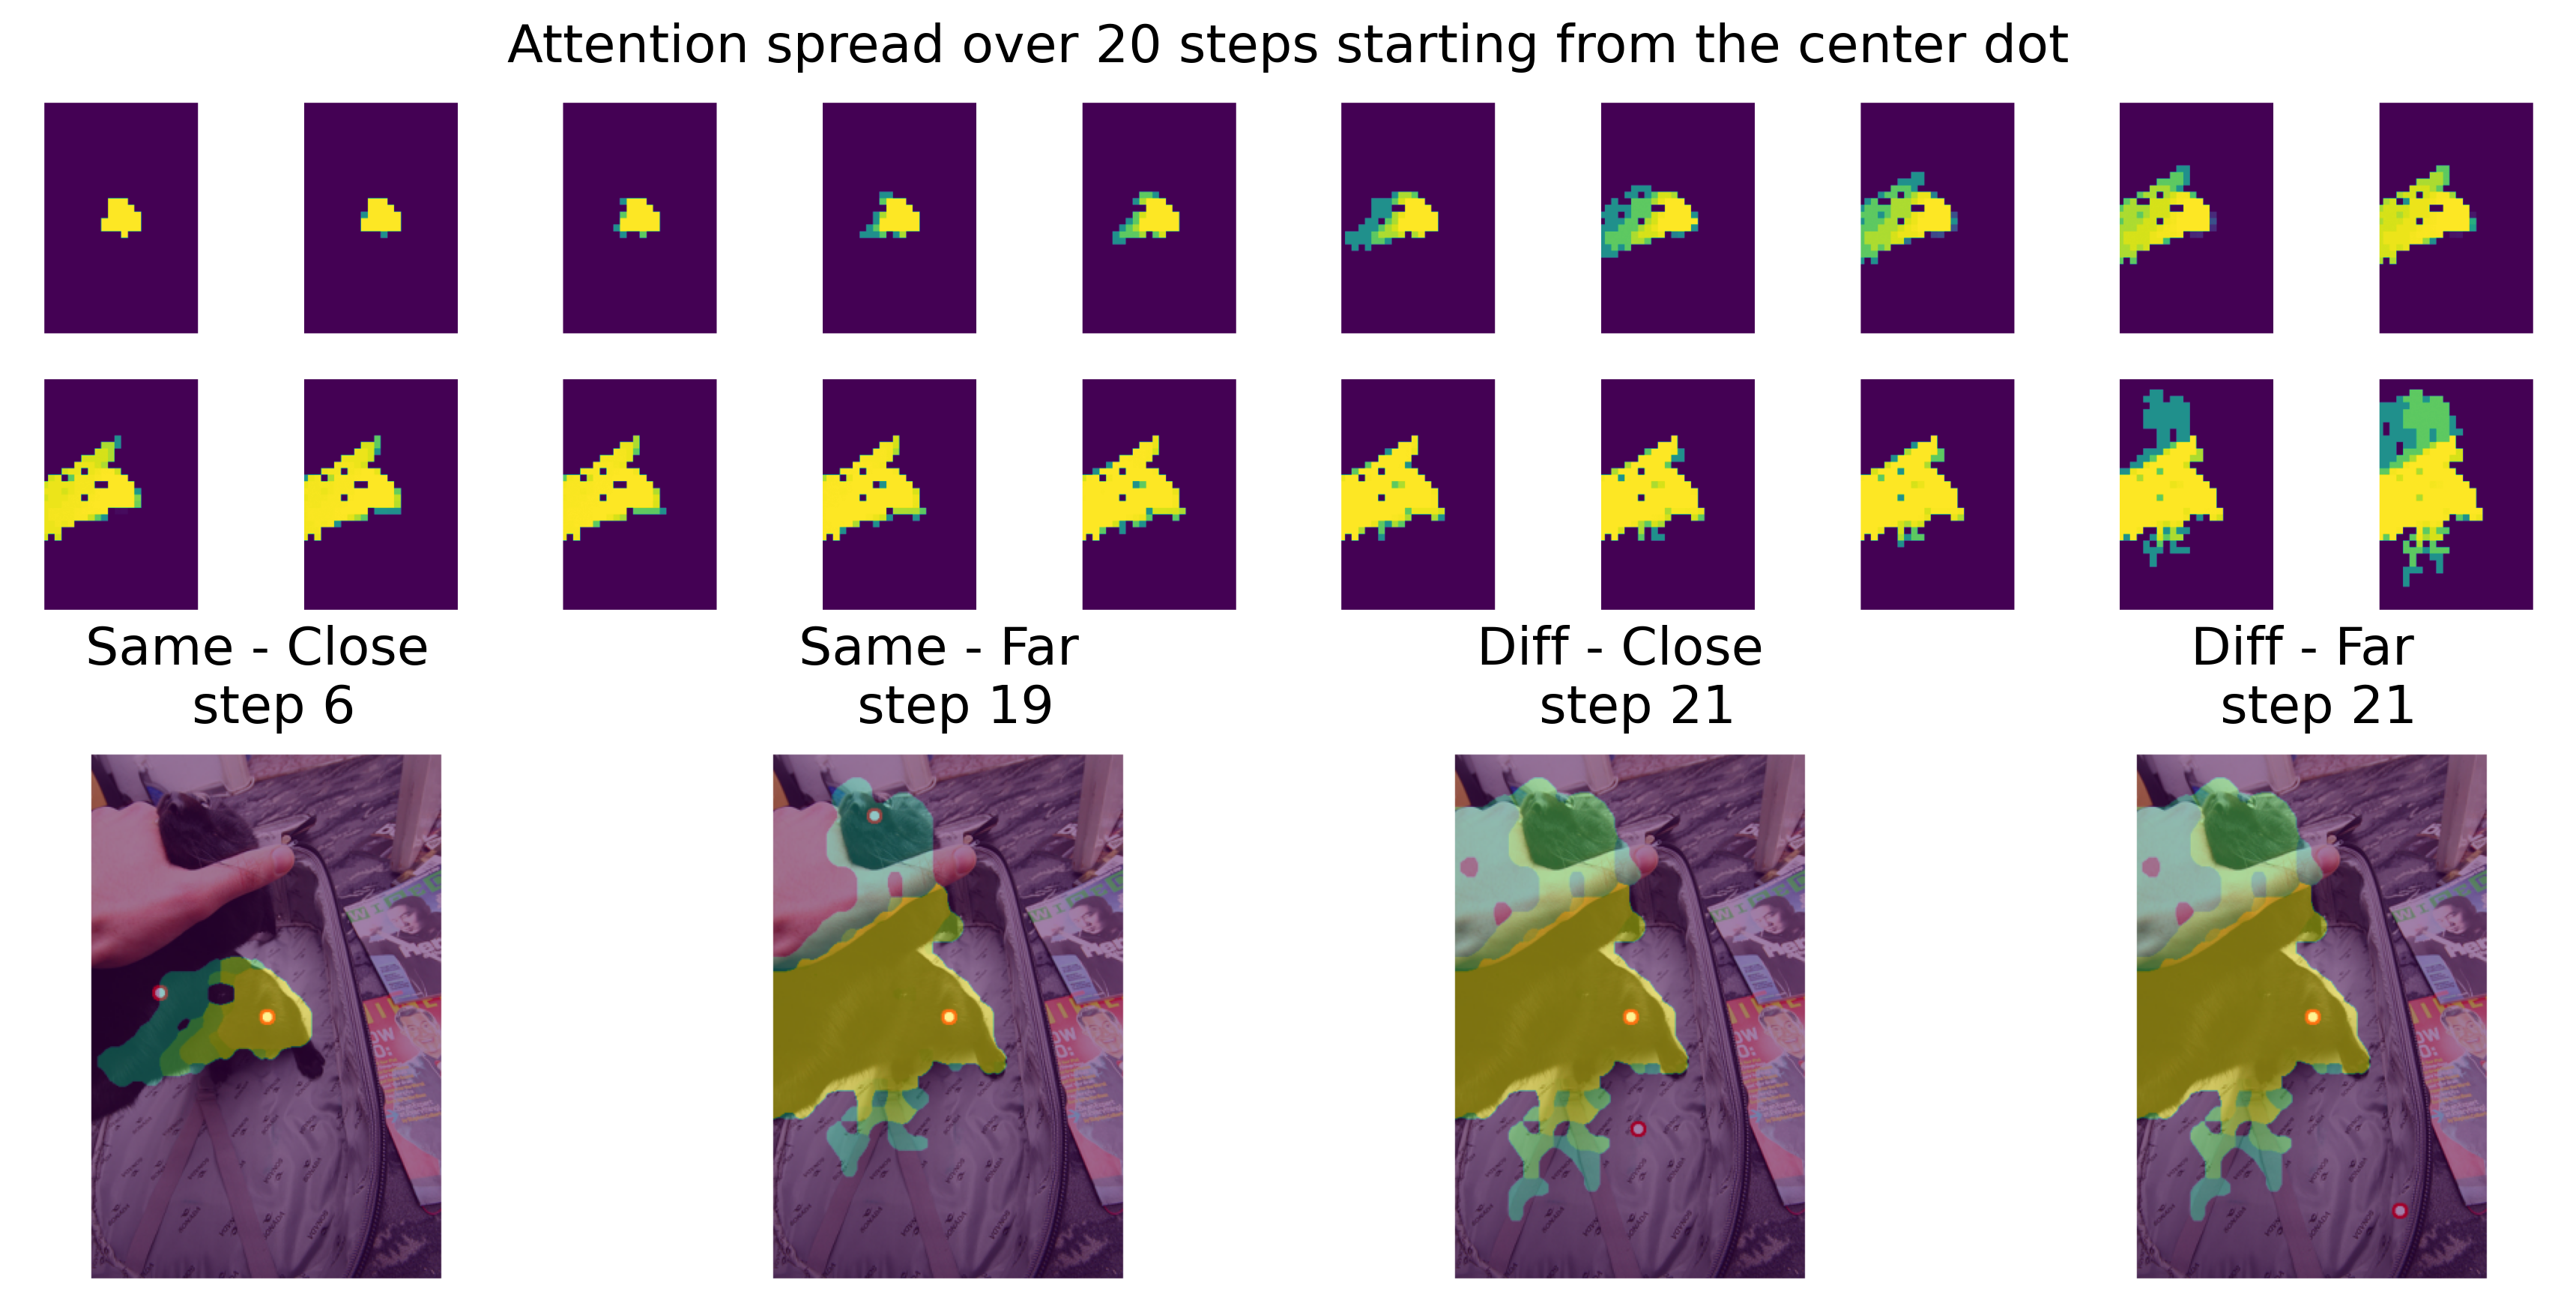 Attention spread over 20 steps starting from the center dot
Same - Close
step 6
Same - Far
step 19
Diff - Close
step 21
Diff - Far
step 21